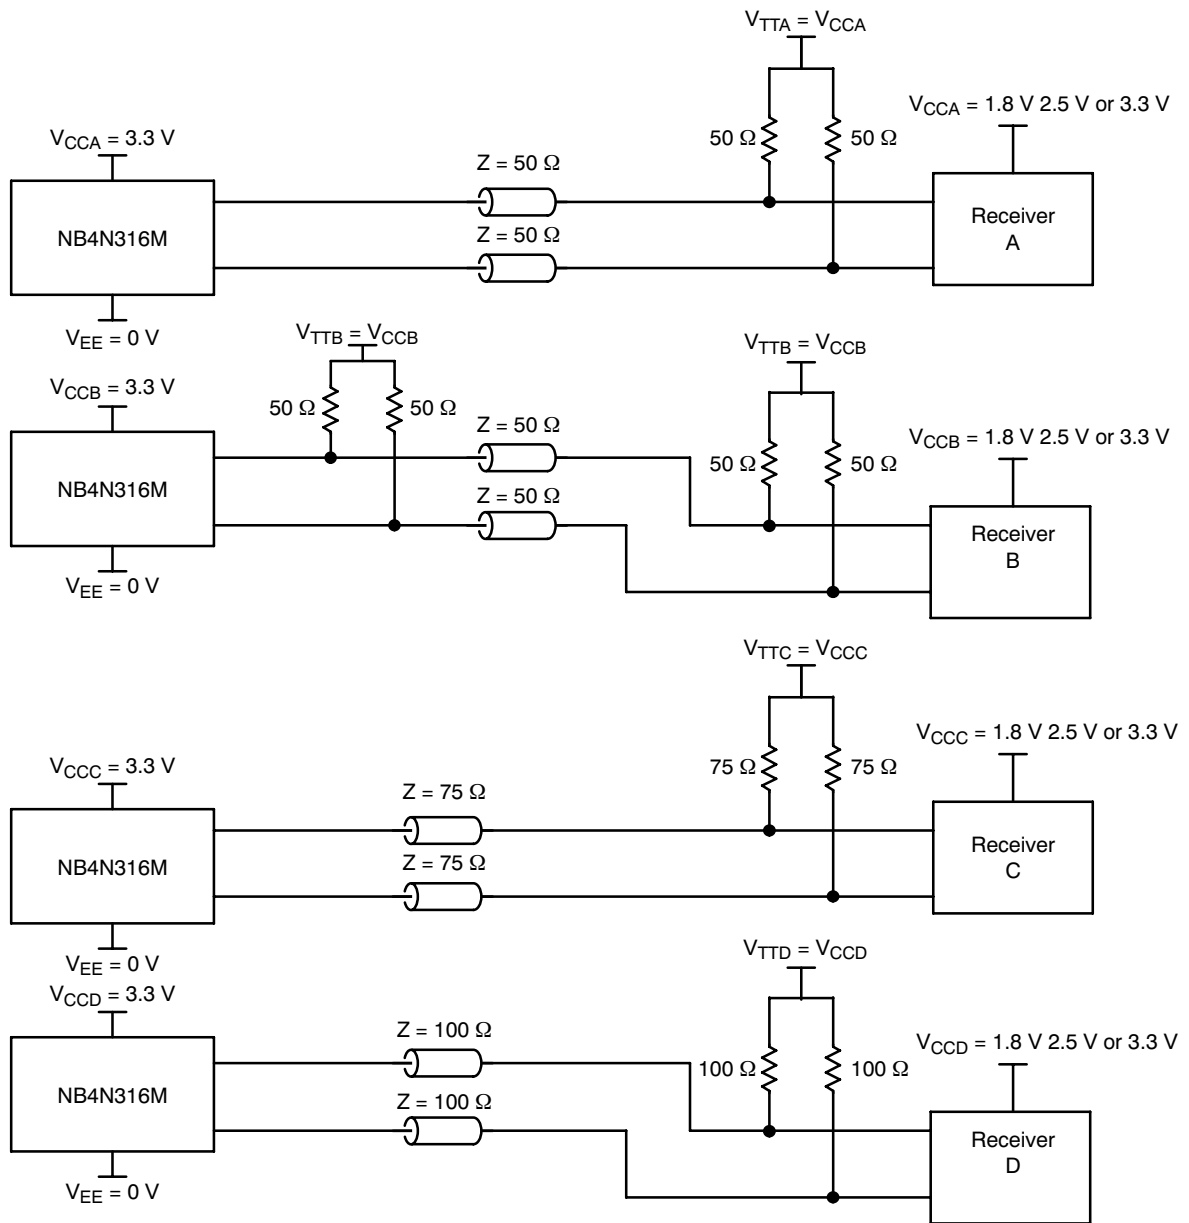 V_TTA = V_CCA
V_CCA = 1.8 V 2.5 V or 3.3 V
V_CCA = 3.3 V
50 Ω
50 Ω
Z = 50 Ω
NB4N316M
Receiver
A
Z = 50 Ω
V_EE = 0 V
V_TTB = V_CCB
V_TTB = V_CCB
V_CCB = 3.3 V
50 Ω
50 Ω
V_CCB = 1.8 V 2.5 V or 3.3 V
Z = 50 Ω
50 Ω
50 Ω
NB4N316M
Z = 50 Ω
Receiver
B
V_EE = 0 V
V_TTC = V_CCC
V_CCC = 1.8 V 2.5 V or 3.3 V
V_CCC = 3.3 V
75 Ω
75 Ω
Z = 75 Ω
NB4N316M
Z = 75 Ω
Receiver
C
V_EE = 0 V
V_TTD = V_CCD
V_CCD = 3.3 V
Z = 100 Ω
V_CCD = 1.8 V 2.5 V or 3.3 V
100 Ω
100 Ω
NB4N316M
Z = 100 Ω
Receiver
D
V_EE = 0 V